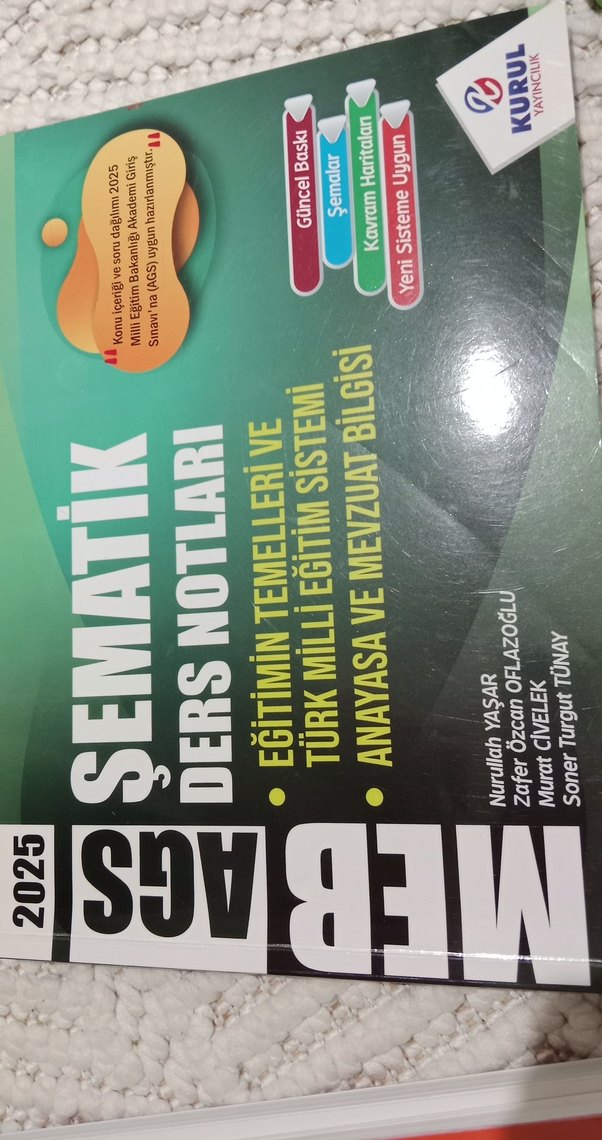 2025
MEB
AGS
ŞEMATİK
DERS NOTLARI
• EĞİTİMİN TEMELLERİ VE
TÜRK MİLLİ EĞİTİM SİSTEMİ
• ANAYASA VE MEVZUAT BİLGİSİ
Nurullah YAŞAR
Zafer Özcan OFLAZOĞLU
Murat CİVELEK
Soner Turgut TÜNAY
"Konu içeriği ve soru dağılımı 2025
Milli Eğitim Bakanlığı Akademi Giriş
Sınavı'na (AGS) uygun hazırlanmıştır."
Güncel Baskı
Şemalar
Kavram Haritaları
Yeni Sisteme Uygun
KURUL
YAYINCILIK